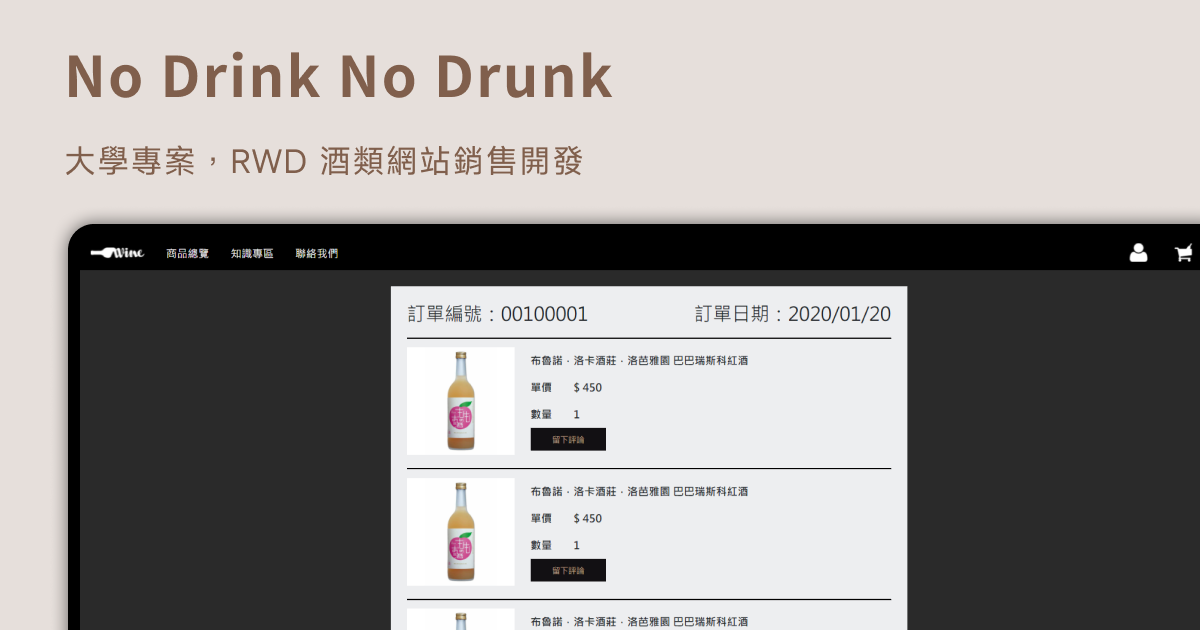 No Drink No Drunk
大學專案，RWD 酒類網站銷售開發
Wine 商品總覽 知識專區 聯絡我們
訂單編號：00100001 訂單日期：2020/01/20
布魯諾．洛卡酒莊．洛芭雅園 巴巴瑞斯科紅酒
單價 $ 450
數量 1
留下評論
布魯諾．洛卡酒莊．洛芭雅園 巴巴瑞斯科紅酒
單價 $ 450
數量 1
留下評論
布魯諾．洛卡酒莊．洛芭雅園 巴巴瑞斯科紅酒